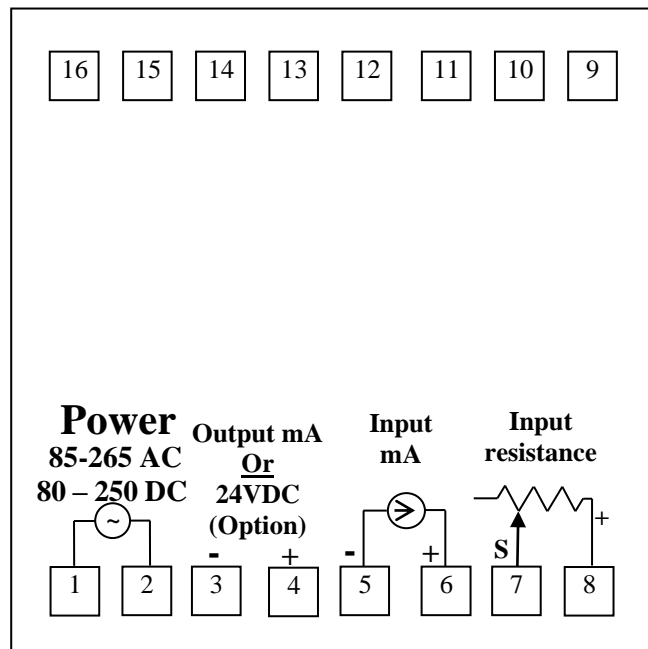 16 15 14 13 12 11 10 9
Power
85-265 AC
80 – 250 DC
~
Output mA
Or
24VDC
(Option)
- +
Input
mA
- +
Input
resistance
S +
1 2 3 4 5 6 7 8